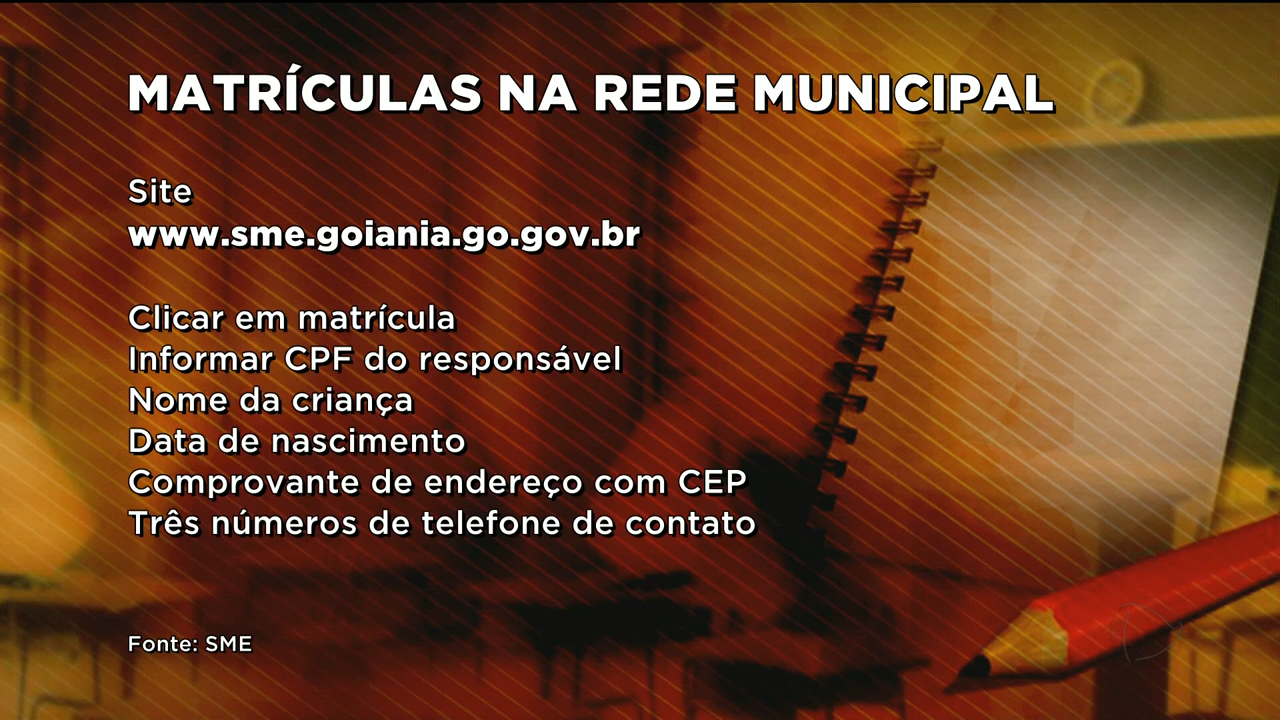 MATRÍCULAS NA REDE MUNICIPAL
Site
www.sme.goiania.go.gov.br
Clicar em matrícula
Informar CPF do responsável
Nome da criança
Data de nascimento
Comprovante de endereço com CEP
Três números de telefone de contato
Fonte: SME